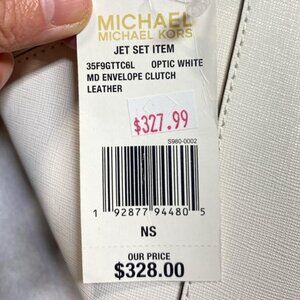 MICHAEL
MICHAEL KORS
JET SET ITEM
35F9GTTC6L OPTIC WHITE
MD ENVELOPE CLUTCH
LEATHER
$327.99
S980-0002
1 92877 94480 5
NS
OUR PRICE
$328.00